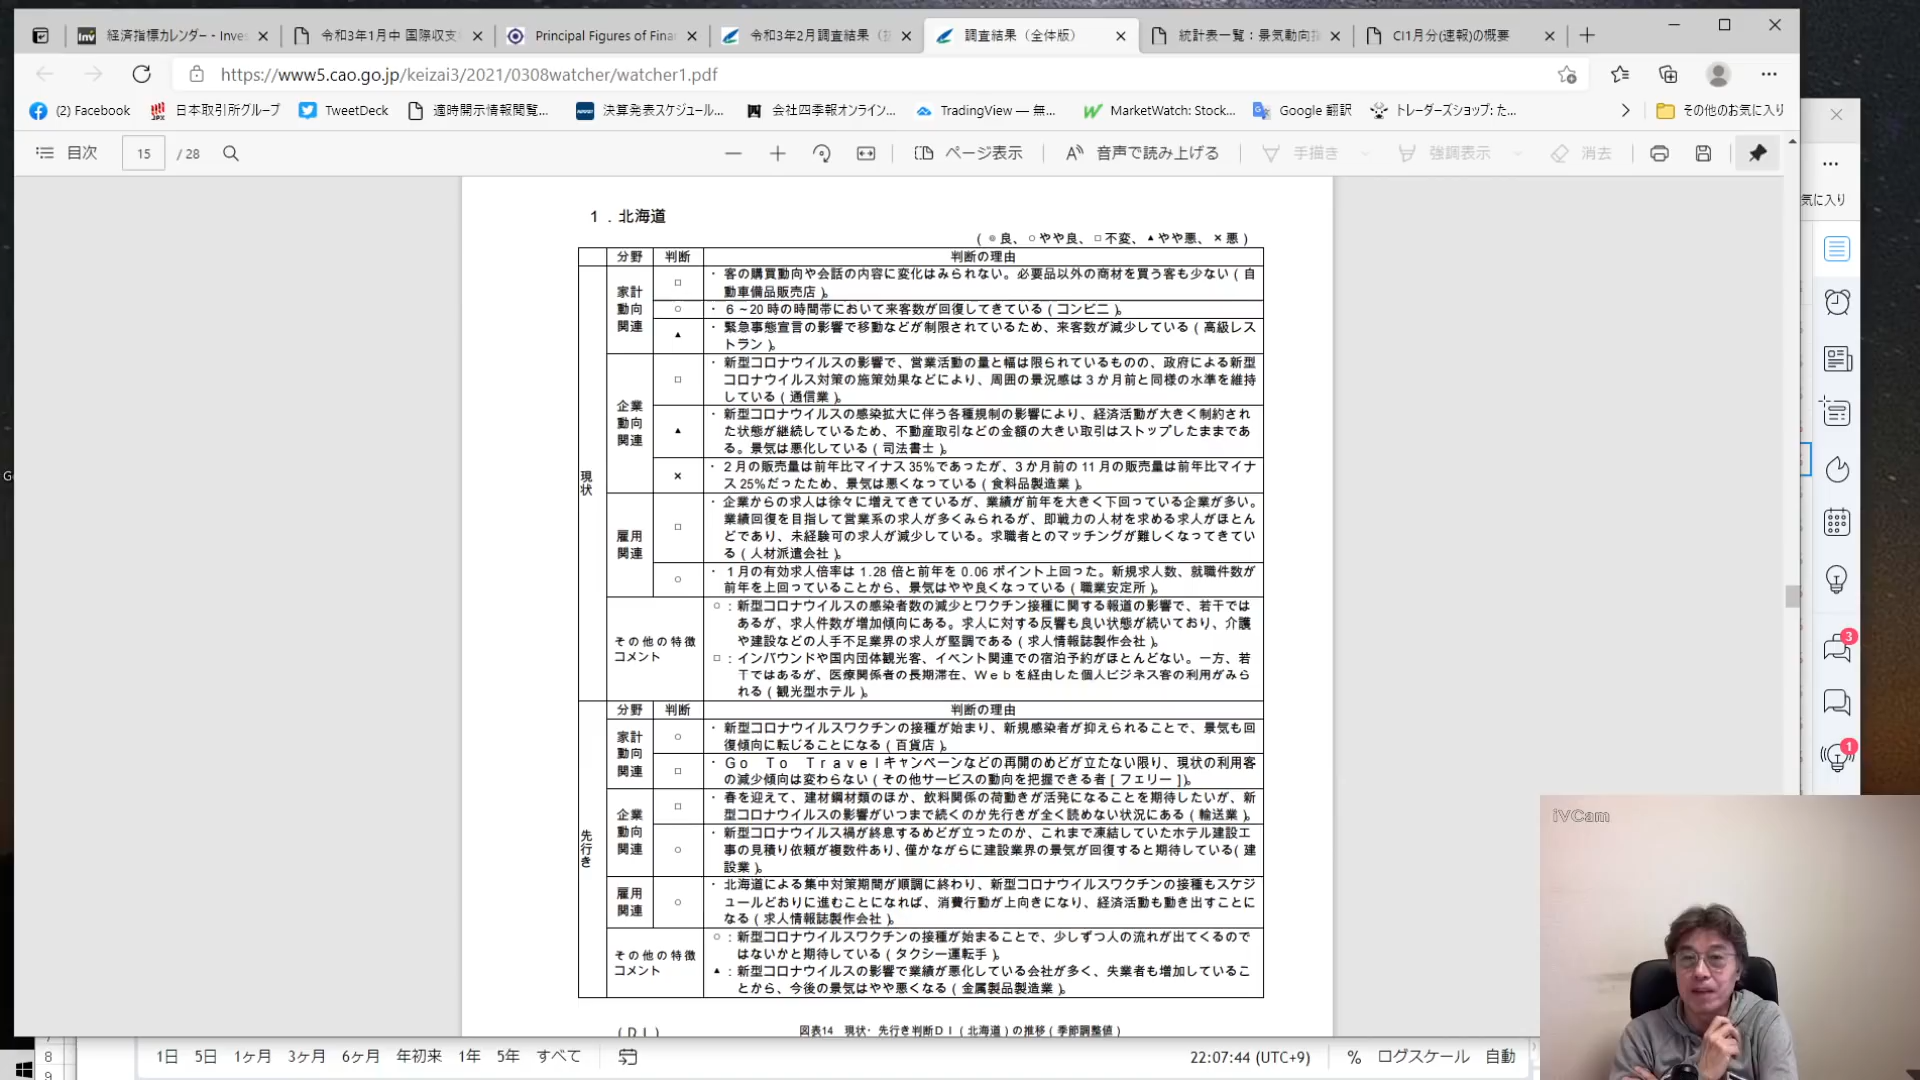 経済指標カレンダー - Inves
令和3年1月中 国際収支
Principal Figures of Finan
令和3年2月調査結果（抜
調査結果（全体版）
統計表一覧：景気動向指
CI1月分(速報)の概要
https://www5.cao.go.jp/keizai3/2021/0308watcher/watcher1.pdf
(2) Facebook
日本取引所グループ
TweetDeck
適時開示情報閲覧...
決算発表スケジュール...
会社四季報オンライン...
TradingView — 無...
MarketWatch: Stock...
Google 翻訳
トレーダーズショップ: た...
その他のお気に入り
目次
15
/ 28
ページ表示
音声で読み上げる
手描き
強調表示
消去
気に入り
１．北海道
（◎良、○やや良、□不変、▲やや悪、×悪）
分野
判断
判断の理由
現状
家計動向関連
□
・客の購買動向や会話の内容に変化はみられない。必要品以外の商材を買う客も少ない（自
動車備品販売店）。
○
・６～20時の時間帯において来客数が回復してきている（コンビニ）。
▲
・緊急事態宣言の影響で移動などが制限されているため、来客数が減少している（高級レス
トラン）。
企業動向関連
□
・新型コロナウイルスの影響で、営業活動の量と幅は限られているものの、政府による新型
コロナウイルス対策の施策効果などにより、周囲の景況感は３か月前と同様の水準を維持
している（通信業）。
▲
・新型コロナウイルスの感染拡大に伴う各種規制の影響により、経済活動が大きく制約され
た状態が継続しているため、不動産取引などの金額の大きい取引はストップしたままであ
る。景気は悪化している（司法書士）。
×
・２月の販売量は前年比マイナス35％であったが、３か月前の11月の販売量は前年比マイナ
ス25％だったため、景気は悪くなっている（食料品製造業）。
雇用関連
□
・企業からの求人は徐々に増えてきているが、業績が前年を大きく下回っている企業が多い。
業績回復を目指して営業系の求人が多くみられるが、即戦力の人材を求める求人がほとん
どであり、未経験可の求人が減少している。求職者とのマッチングが難しくなってきてい
る（人材派遣会社）。
○
・１月の有効求人倍率は1.28倍と前年を0.06ポイント上回った。新規求人数、就職件数が
前年を上回っていることから、景気はやや良くなっている（職業安定所）。
その他の特徴コメント
○：新型コロナウイルスの感染者数の減少とワクチン接種に関する報道の影響で、若干では
あるが、求人件数が増加傾向にある。求人に対する反響も良い状態が続いており、介護
や建設などの人手不足業界の求人が堅調である（求人情報誌製作会社）。
□：インバウンドや国内団体観光客、イベント関連での宿泊予約がほとんどない。一方、若
干ではあるが、医療関係者の長期滞在、Ｗｅｂを経由した個人ビジネス客の利用がみら
れる（観光型ホテル）。
分野
判断
判断の理由
先行き
家計動向関連
○
・新型コロナウイルスワクチンの接種が始まり、新規感染者が抑えられることで、景気も回
復傾向に転じることになる（百貨店）。
□
・Ｇｏ Ｔｏ Ｔｒａｖｅｌキャンペーンなどの再開のめどが立たない限り、現状の利用客
の減少傾向は変わらない（その他サービスの動向を把握できる者［フェリー］）。
企業動向関連
□
・春を迎えて、建材鋼材類のほか、飲料関係の荷動きが活発になることを期待したいが、新
型コロナウイルスの影響がいつまで続くのか先行きが全く読めない状況にある（輸送業）。
○
・新型コロナウイルス禍が終息するめどが立ったのか、これまで凍結していたホテル建設工
事の見積り依頼が複数件あり、僅かながらに建設業界の景気が回復すると期待している（建
設業）。
雇用関連
○
・北海道による集中対策期間が順調に終わり、新型コロナウイルスワクチンの接種もスケジ
ュールどおりに進むことになれば、消費行動が上向きになり、経済活動も動き出すことに
なる（求人情報誌製作会社）。
その他の特徴コメント
○：新型コロナウイルスワクチンの接種が始まることで、少しずつ人の流れが出てくるので
はないかと期待している（タクシー運転手）。
▲：新型コロナウイルスの影響で業績が悪化している会社が多く、失業者も増加しているこ
とから、今後の景気はやや悪くなる（金属製品製造業）。
（ＤＩ）
図表14 現状・先行き判断ＤＩ（北海道）の推移（季節調整値）
3
1
iVCam
8
1日 5日 1ヶ月 3ヶ月 6ヶ月 年初来 1年 5年 すべて
22:07:44 (UTC+9)
% ログスケール 自動